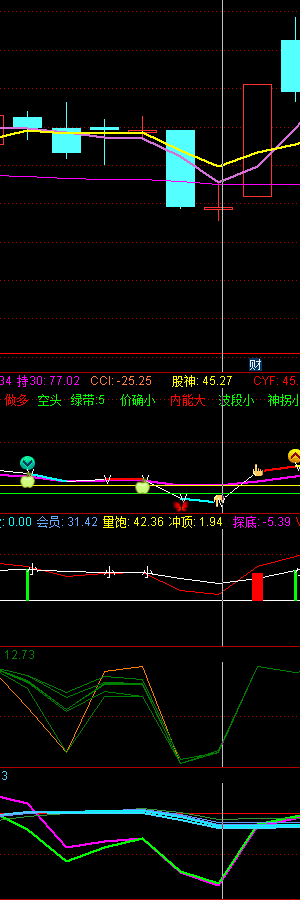 财
34 持30: 77.02 CCI: -25.25 股神: 45.27 CYF: 45.
做多 空头 绿带:5 价确小 内能大 波段小 神拐小
: 0.00 会员: 31.42 量饱: 42.36 冲顶: 1.94 探底: -5.39
小 小 小
12.73
3